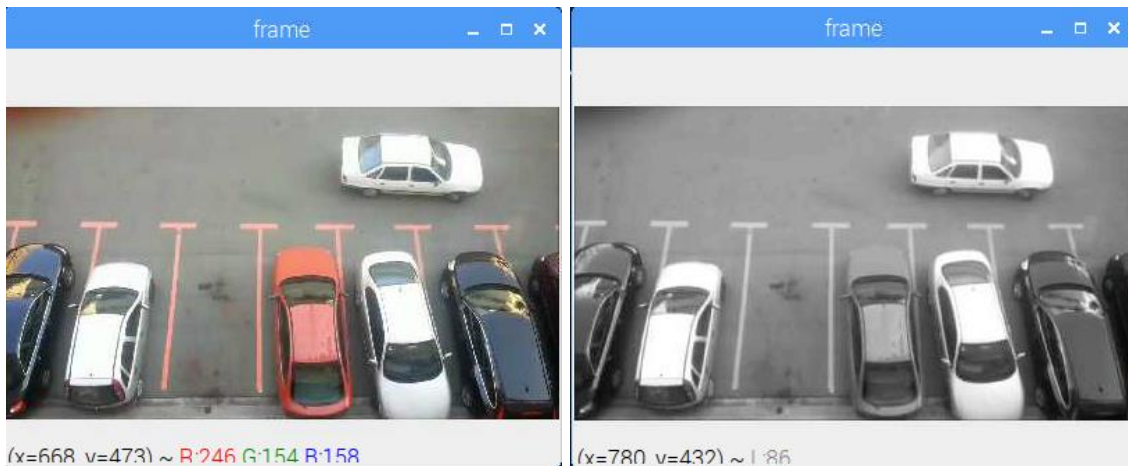 frame
frame
(x=668, y=473) ~ R:246 G:154 B:158
(x=780, y=432) ~ L:86